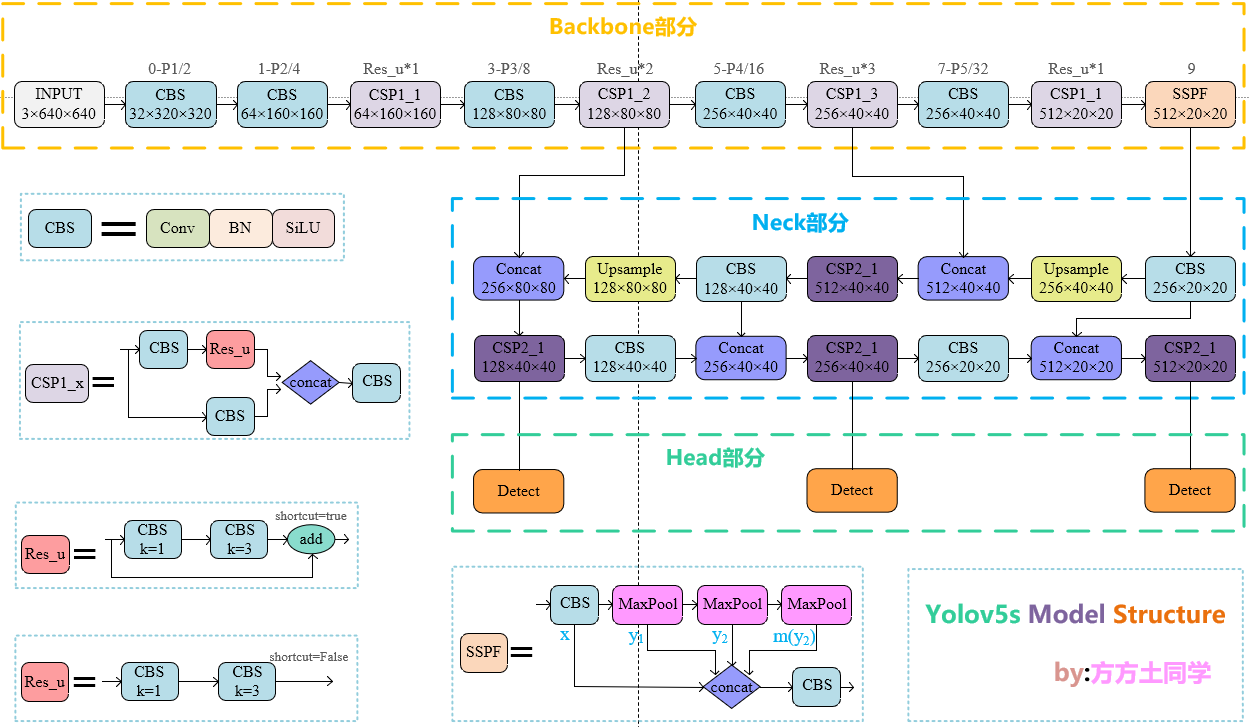 Backbone部分
0-P1/2
1-P2/4
Res_u*1
3-P3/8
Res_u*2
5-P4/16
Res_u*3
7-P5/32
Res_u*1
9
INPUT
3×640×640
CBS
32×320×320
CBS
64×160×160
CSP1_1
64×160×160
CBS
128×80×80
CSP1_2
128×80×80
CBS
256×40×40
CSP1_3
256×40×40
CBS
256×40×40
CSP1_1
512×20×20
SSPF
512×20×20
CBS
Conv
BN
SiLU
Neck部分
Concat
256×80×80
Upsample
128×80×80
CBS
128×40×40
CSP2_1
512×40×40
Concat
512×40×40
Upsample
256×40×40
CBS
256×20×20
CSP2_1
128×40×40
CBS
128×40×40
Concat
256×40×40
CSP2_1
256×40×40
CBS
256×20×20
Concat
512×20×20
CSP2_1
512×20×20
CSP1_x
CBS
Res_u
CBS
concat
CBS
Head部分
Detect
Detect
Detect
Res_u
CBS
k=1
CBS
k=3
shortcut=true
add
Res_u
CBS
k=1
CBS
k=3
shortcut=False
SSPF
CBS
MaxPool
MaxPool
MaxPool
x
y₁
y₂
m(y₂)
concat
CBS
Yolov5s Model Structure
by:方方土同学